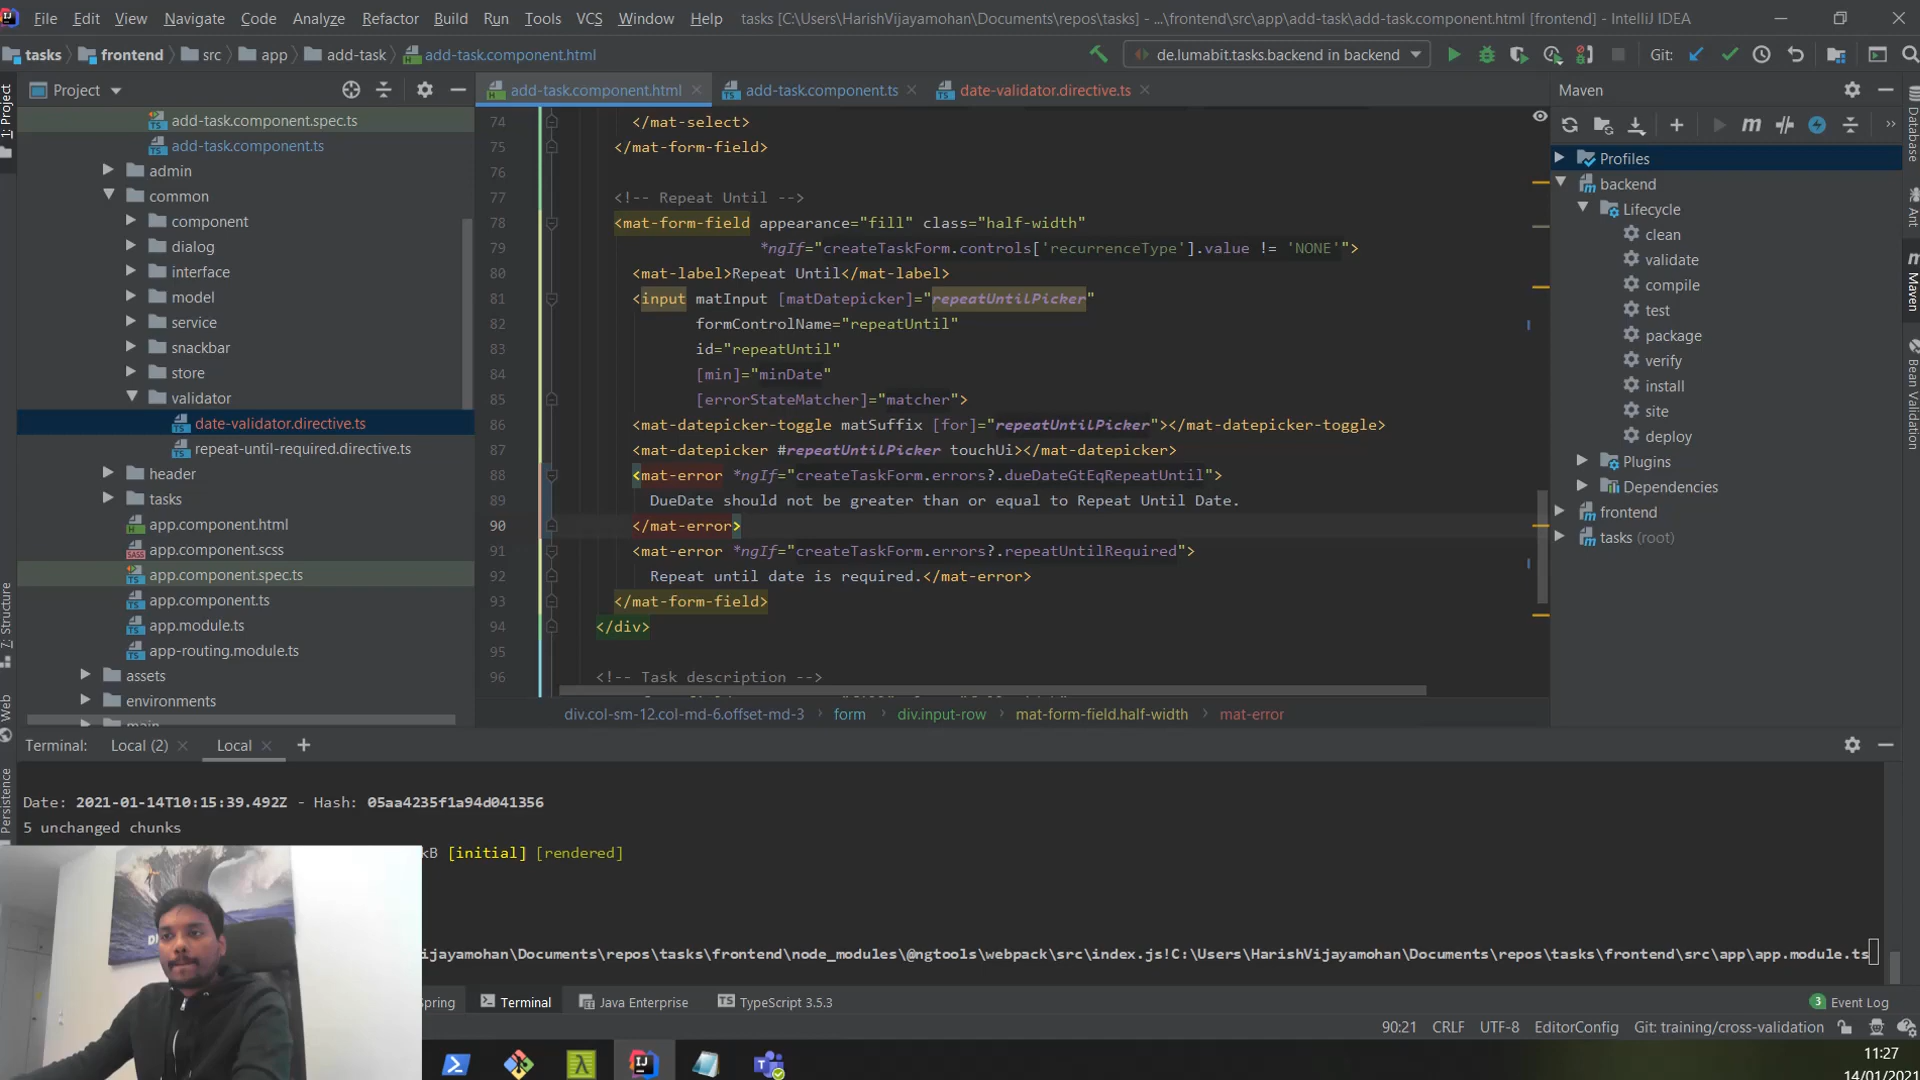 File Edit View Navigate Code Analyze Refactor Build Run Tools VCS Window Help tasks [C:\Users\HarishVijayamohan\Documents\repos\tasks] - ...\frontend\src\app\add-task\add-task.component.html [frontend] - IntelliJ IDEA
tasks frontend src app add-task add-task.component.html
de.lumabit.tasks.backend in backend
Git:
1: Project
Project
add-task.component.spec.ts
add-task.component.ts
admin
common
component
dialog
interface
model
service
snackbar
store
validator
date-validator.directive.ts
repeat-until-required.directive.ts
header
tasks
app.component.html
app.component.scss
app.component.spec.ts
app.component.ts
app.module.ts
app-routing.module.ts
assets
environments
main
7: Structure
Web
Persistence
add-task.component.html add-task.component.ts date-validator.directive.ts
74 </mat-select>
75 </mat-form-field>
76
77 <!-- Repeat Until -->
78 <mat-form-field appearance="fill" class="half-width"
79 *ngIf="createTaskForm.controls['recurrenceType'].value != 'NONE'">
80 <mat-label>Repeat Until</mat-label>
81 <input matInput [matDatepicker]="repeatUntilPicker"
82 formControlName="repeatUntil"
83 id="repeatUntil"
84 [min]="minDate"
85 [errorStateMatcher]="matcher">
86 <mat-datepicker-toggle matSuffix [for]="repeatUntilPicker"></mat-datepicker-toggle>
87 <mat-datepicker #repeatUntilPicker touchUi></mat-datepicker>
88 <mat-error *ngIf="createTaskForm.errors?.dueDateGtEqRepeatUntil">
89 DueDate should not be greater than or equal to Repeat Until Date.
90 </mat-error>
91 <mat-error *ngIf="createTaskForm.errors?.repeatUntilRequired">
92 Repeat until date is required.</mat-error>
93 </mat-form-field>
94 </div>
95
96 <!-- Task description -->
div.col-sm-12.col-md-6.offset-md-3 form div.input-row mat-form-field.half-width mat-error
Maven
Profiles
backend
Lifecycle
clean
validate
compile
test
package
verify
install
site
deploy
Plugins
Dependencies
frontend
tasks (root)
Database
Ant
Maven
Bean Validation
Terminal: Local (2) Local
Date: 2021-01-14T10:15:39.492Z - Hash: 05aa4235f1a94d041356
5 unchanged chunks
kB [initial] [rendered]
ijayamohan\Documents\repos\tasks\frontend\node_modules\@ngtools\webpack\src\index.js!C:\Users\HarishVijayamohan\Documents\repos\tasks\frontend\src\app\app.module.ts
Spring Terminal Java Enterprise TypeScript 3.5.3 3 Event Log
90:21 CRLF UTF-8 EditorConfig Git: training/cross-validation
11:27
14/01/2021